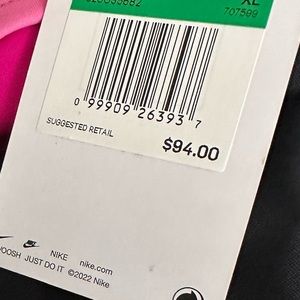 XL
707599
0 99909 26393 7
SUGGESTED RETAIL
$94.00
NIKE nike.com
JUST DO IT ©2022 Nike